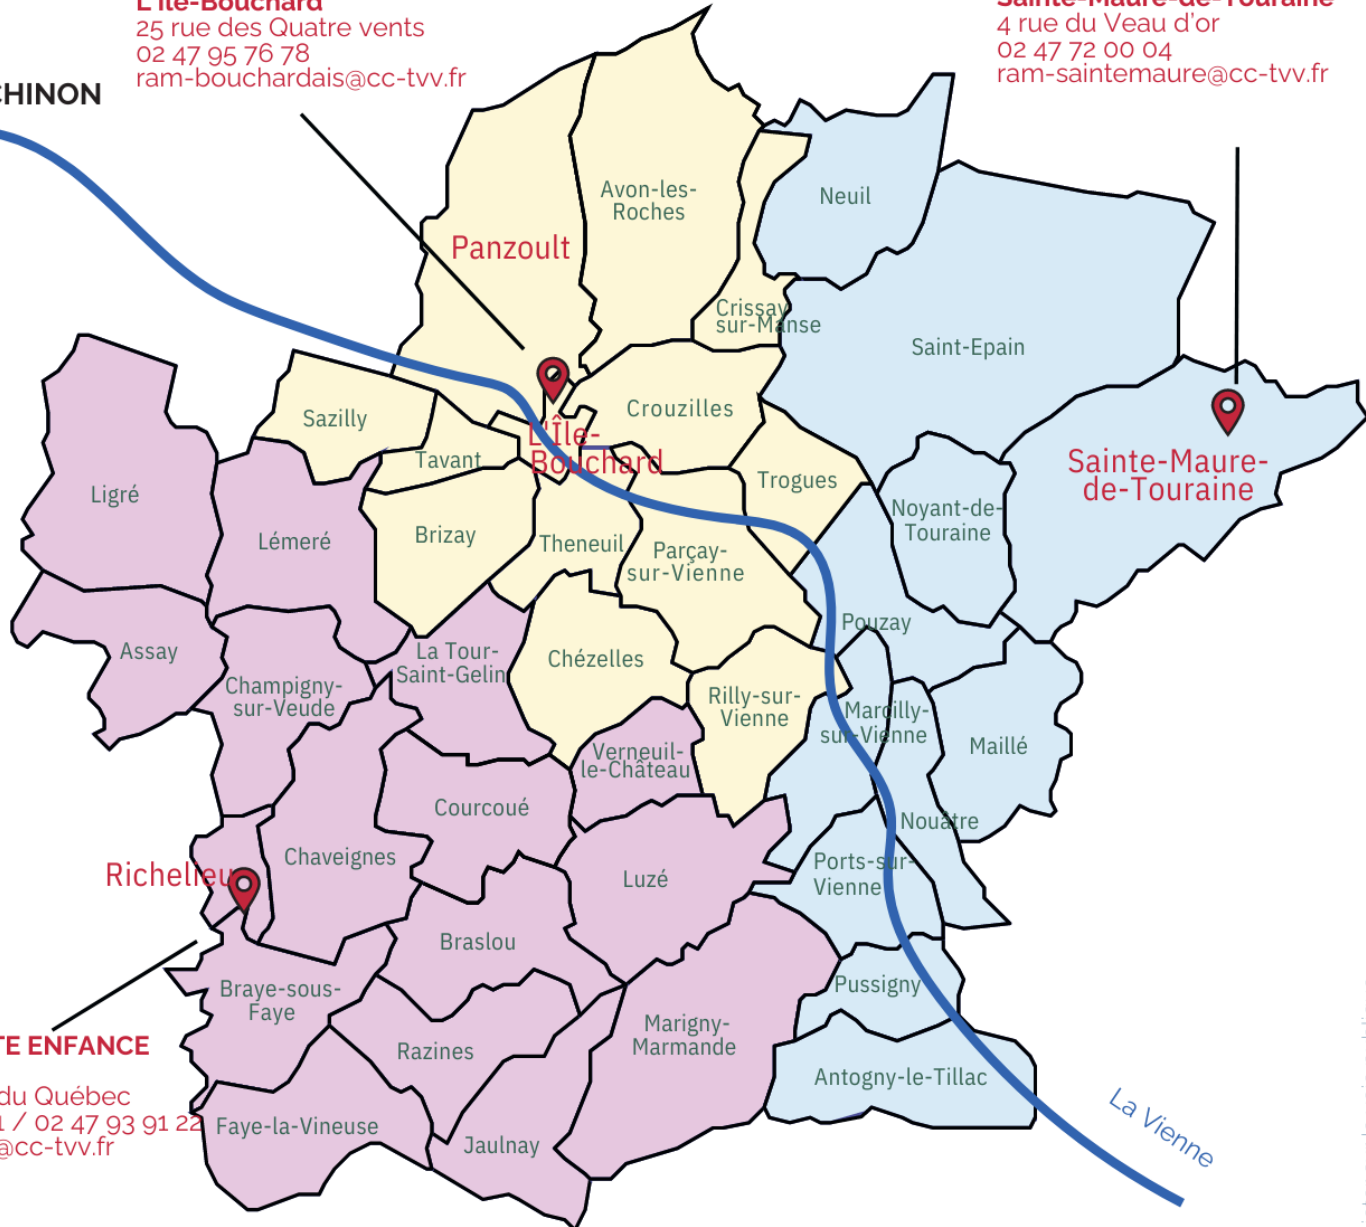 L'Île-Bouchard
25 rue des Quatre vents
02 47 95 76 78
ram-bouchardais@cc-tvv.fr
Sainte-Maure-de-Touraine
4 rue du Veau d'or
02 47 72 00 04
ram-saintemaure@cc-tvv.fr
CHINON
Avon-les-
Roches
Neuil
Panzoult
Crissay
sur-Manse
Saint-Epain
Sazilly
Crouzilles
L'Île-
Bouchard
Tavant
Trogues
Sainte-Maure-
de-Touraine
Ligré
Lémeré
Brizay
Theneuil
Parçay-
sur-Vienne
Noyant-de-
Touraine
Pouzay
Assay
La Tour-
Saint-Gelin
Chézelles
Champigny-
sur-Veude
Rilly-sur-
Vienne
Marcilly-
sur-Vienne
Maillé
Verneuil-
le-Château
Courcoué
Nouâtre
Chaveignes
Richelieu
Luzé
Ports-sur-
Vienne
Braslou
Braye-sous-
Faye
Pussigny
Marigny-
Marmande
Razines
Antogny-le-Tillac
TE ENFANCE
du Québec
1 / 02 47 93 91 22
@cc-tvv.fr
Faye-la-Vineuse
Jaulnay
La Vienne